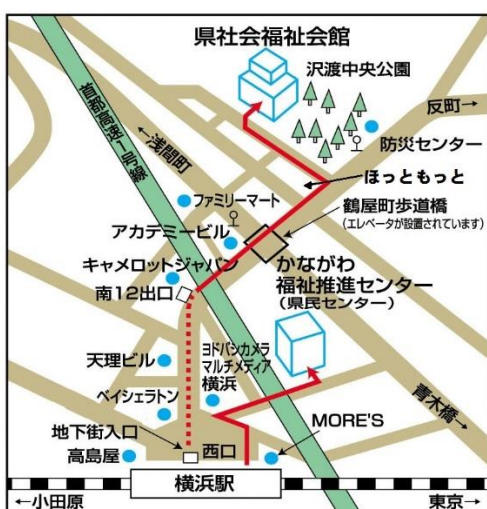 県社会福祉会館
沢渡中央公園
反町→
首都高速1号線
←浅間町
防災センター
ほっともっと
ファミリーマート
鶴屋町歩道橋
(エレベータが設置されています)
アカデミービル
かながわ
福祉推進センター
(県民センター)
キャメロットジャパン
南12出口
天理ビル
ヨドバシカメラ
マルチメディア
横浜
ベイシェラトン
青木橋→
地下街入口
MORE'S
高島屋
西口
横浜駅
←小田原
東京→